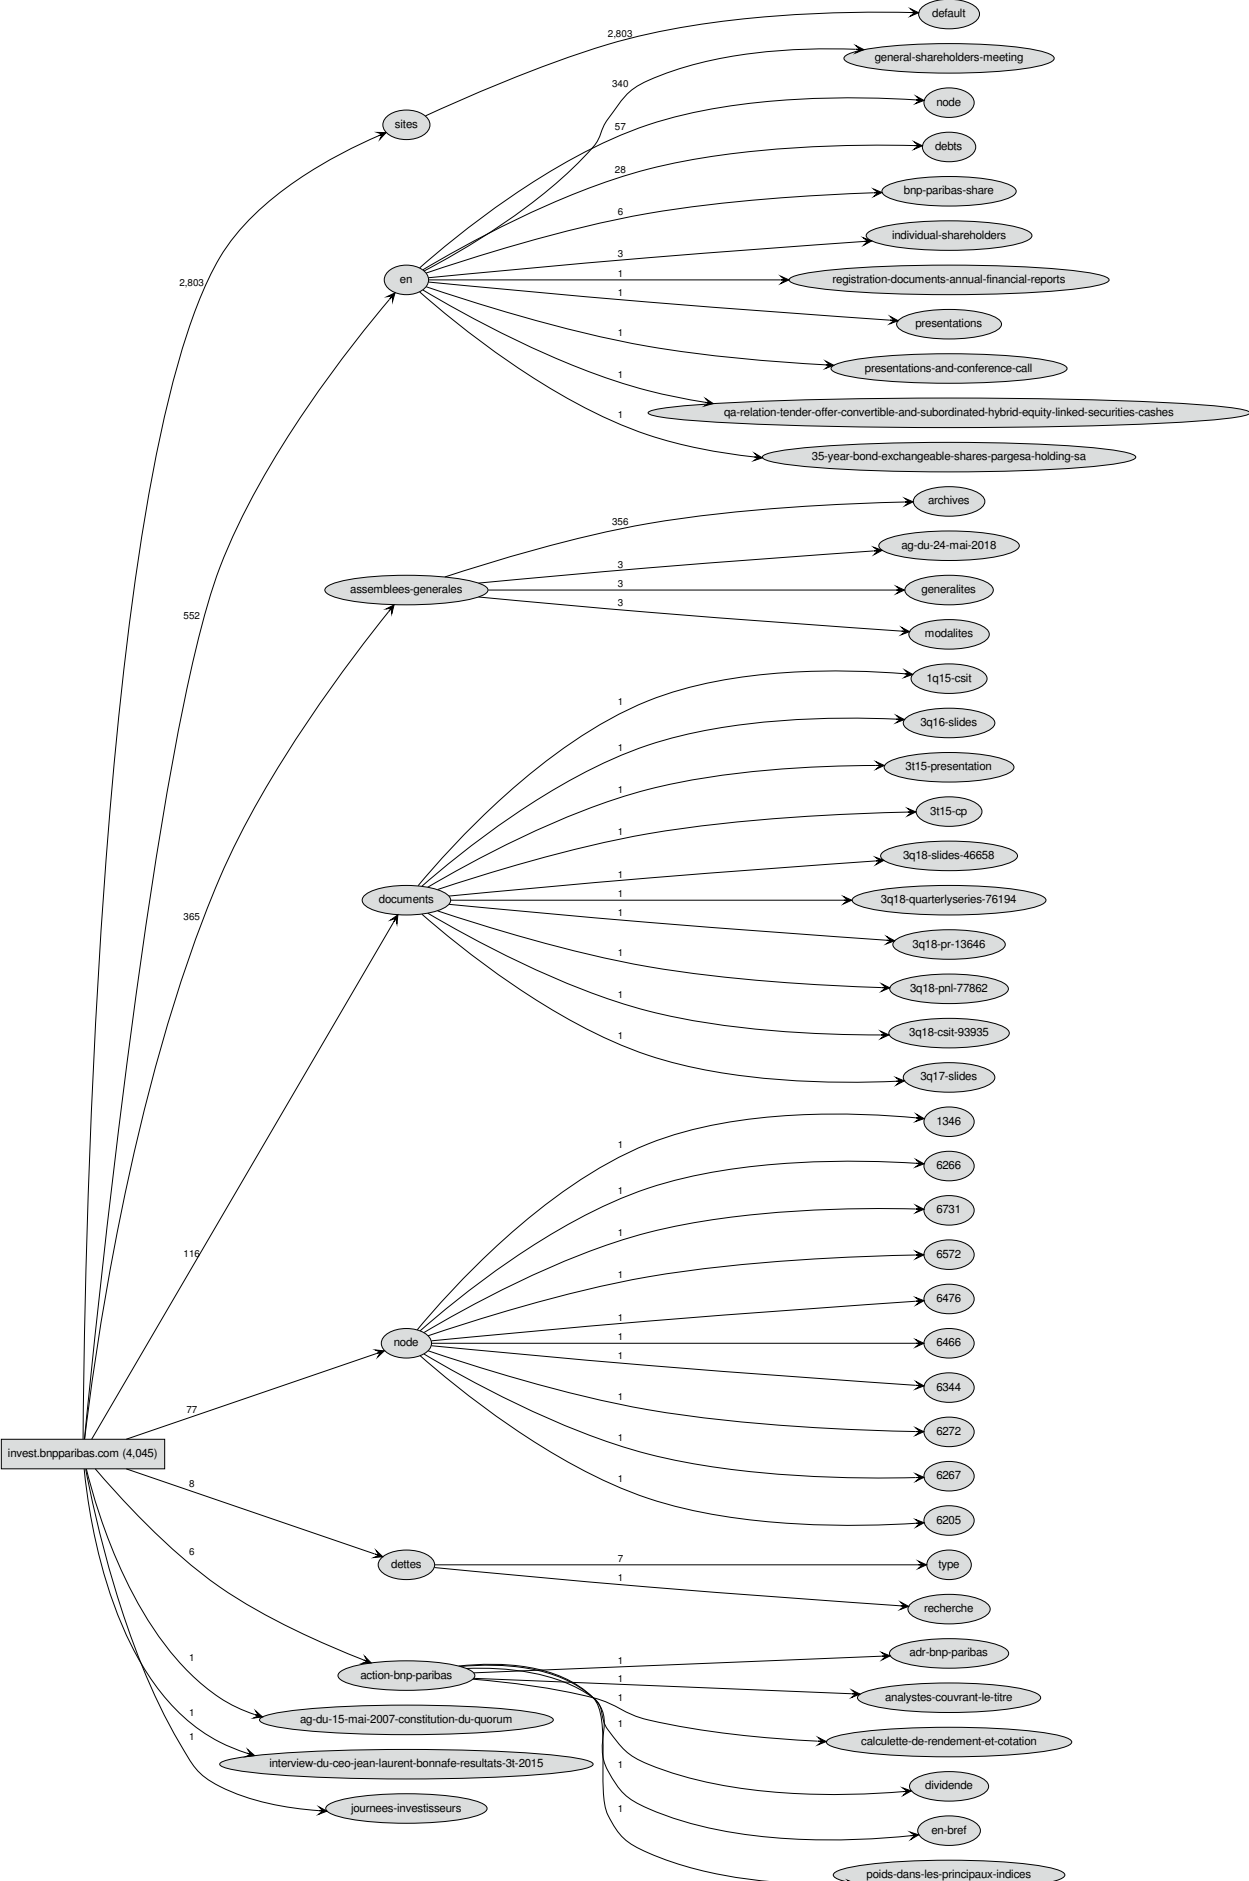 default
2,803
general-shareholders-meeting
340
node
sites
57
debts
28
bnp-paribas-share
6
individual-shareholders
3
en
1
registration-documents-annual-financial-reports
2,803
1
presentations
1
presentations-and-conference-call
1
qa-relation-tender-offer-convertible-and-subordinated-hybrid-equity-linked-securities-cashes
1
35-year-bond-exchangeable-shares-pargesa-holding-sa
archives
356
ag-du-24-mai-2018
3
assemblees-generales
3
generalites
3
552
modalites
1q15-csit
1
3q16-slides
1
3t15-presentation
1
3t15-cp
1
3q18-slides-46658
1
documents
1
3q18-quarterlyseries-76194
365
1
3q18-pr-13646
1
3q18-pnl-77862
1
3q18-csit-93935
1
3q17-slides
1346
1
6266
1
6731
1
116
6572
1
6476
1
node
1
6466
1
6344
1
77
6272
1
invest.bnpparibas.com (4,045)
6267
1
8
6205
6
dettes
7
type
1
recherche
1
adr-bnp-paribas
1
action-bnp-paribas
1
analystes-couvrant-le-titre
1
1
ag-du-15-mai-2007-constitution-du-quorum
1
calculette-de-rendement-et-cotation
1
interview-du-ceo-jean-laurent-bonnafe-resultats-3t-2015
1
dividende
journees-investisseurs
1
en-bref
poids-dans-les-principaux-indices